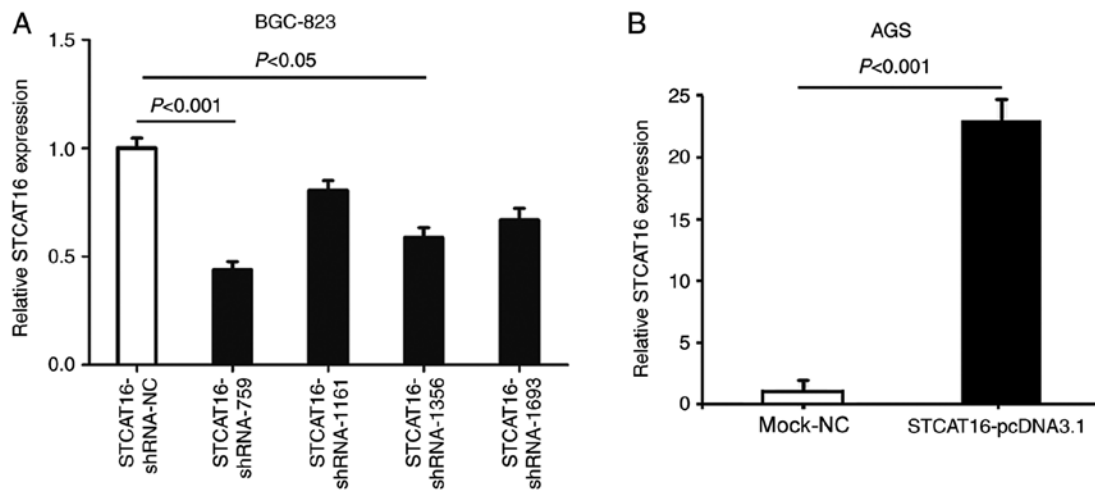 A
BGC-823
1.5
1.0
0.5
0.0
Relative STCAT16 expression
P<0.05
P<0.001
STCAT16-
shRNA-NC
STCAT16-
shRNA-759
STCAT16-
shRNA-1161
STCAT16-
shRNA-1356
STCAT16-
shRNA-1693
B
AGS
P<0.001
25
20
15
10
5
0
Relative STCAT16 expression
Mock-NC
STCAT16-pcDNA3.1